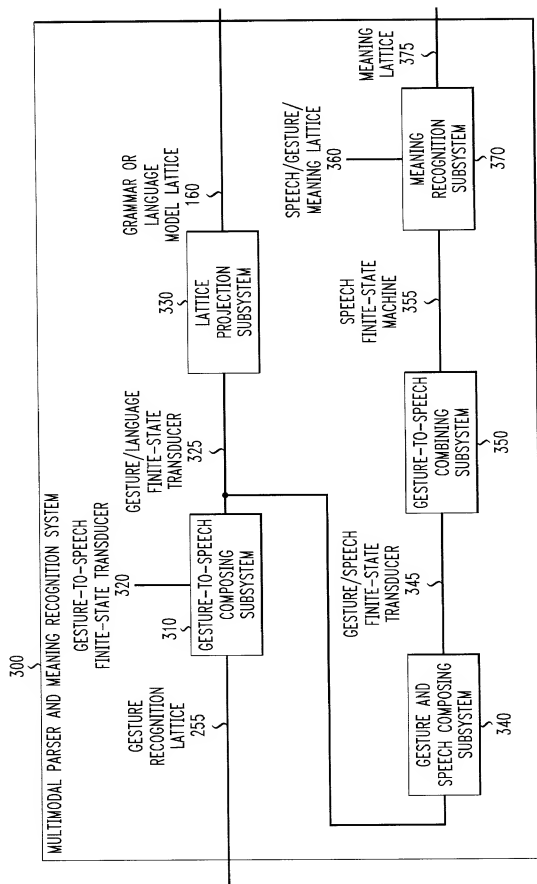 300
MULTIMODAL PARSER AND MEANING RECOGNITION SYSTEM
GESTURE-TO-SPEECH
FINITE-STATE TRANSDUCER
320
GESTURE
RECOGNITION
LATTICE
255
310
GESTURE-TO-SPEECH
COMPOSING
SUBSYSTEM
GESTURE/LANGUAGE
FINITE-STATE
TRANSDUCER
325
330
LATTICE
PROJECTION
SUBSYSTEM
GRAMMAR OR
LANGUAGE
MODEL LATTICE
160
GESTURE AND
SPEECH COMPOSING
SUBSYSTEM
340
GESTURE/SPEECH
FINITE-STATE
TRANSDUCER
345
GESTURE-TO-SPEECH
COMBINING
SUBSYSTEM
350
SPEECH
FINITE-STATE
MACHINE
355
SPEECH/GESTURE/
MEANING LATTICE
360
MEANING
RECOGNITION
SUBSYSTEM
370
MEANING
LATTICE
375